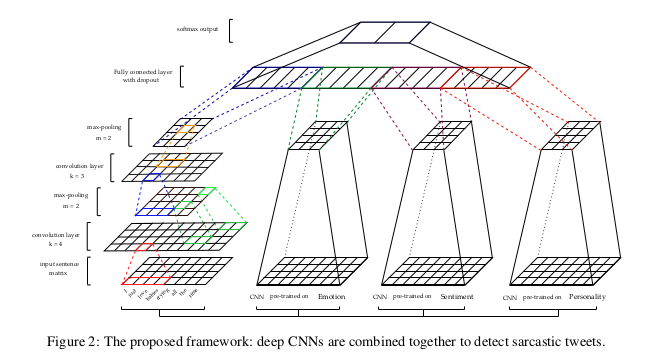 softmax output
Fully connected layer
with dropout
max-pooling
m = 2
convolution layer
k = 3
max-pooling
m = 2
convolution layer
k = 4
input sentence
matrix
I just love babies crying all the time
CNN pre-trained on Emotion
CNN pre-trained on Sentiment
CNN pre-trained on Personality
Figure 2: The proposed framework: deep CNNs are combined together to detect sarcastic tweets.